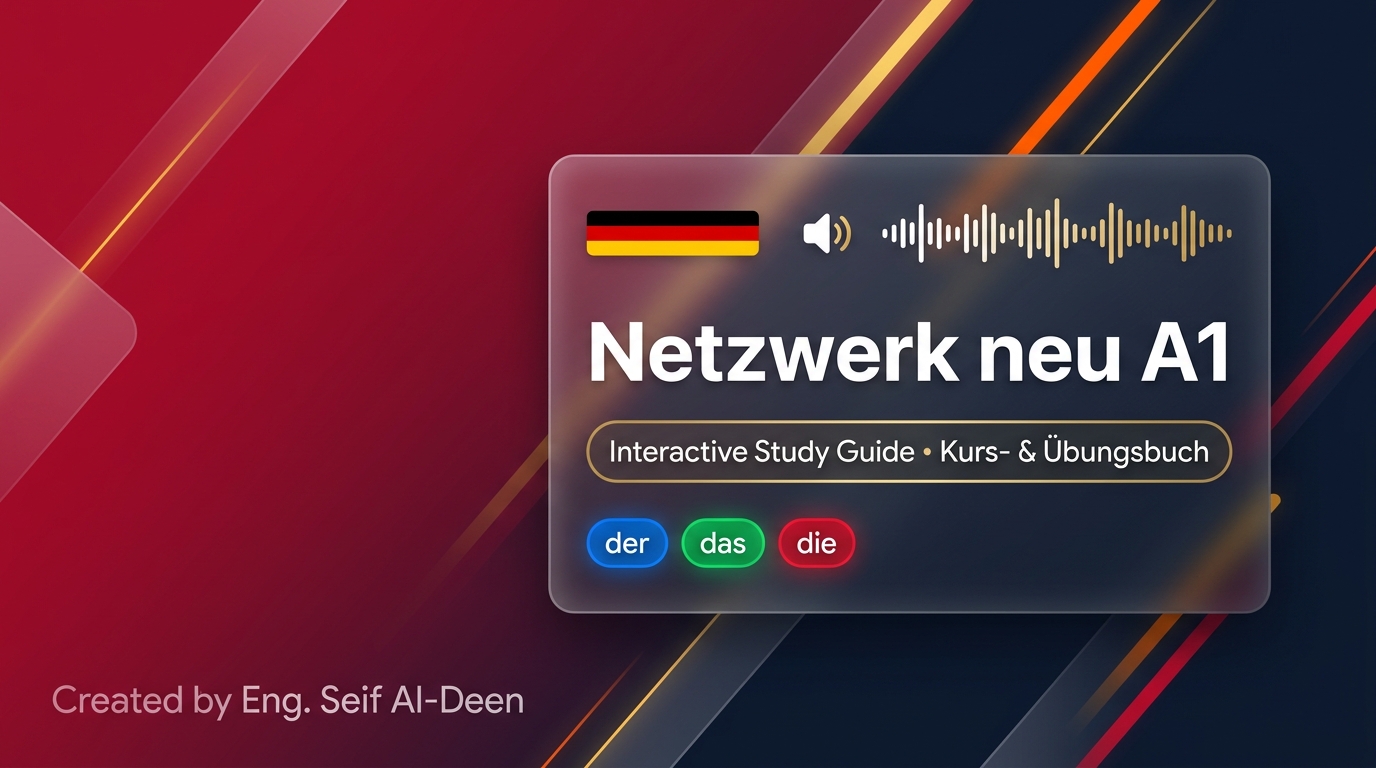 Netzwerk neu A1
Interactive Study Guide • Kurs- & Übungsbuch
der das die
Created by Eng. Seif Al-Deen